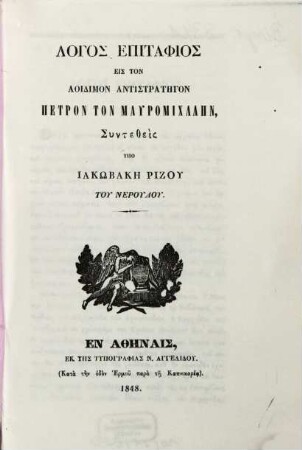 ΛΟΓΟΣ ΕΠΙΤΑΦΙΟΣ
ΕΙΣ ΤΟΝ
ΑΟΙΔΙΜΟΝ ΑΝΤΙΣΤΡΑΤΗΓΟΝ
ΠΕΤΡΟΝ ΤΟΝ ΜΑΥΡΟΜΙΧΑΛΗΝ,
Συντεθεὶς
ΥΠΟ
ΙΑΚΩΒΑΚΗ ΡΙΖΟΥ
ΤΟΥ ΝΕΡΟΥΛΟΥ.
ΕΝ ΑΘΗΝΑΙΣ,
ΕΚ ΤΗΣ ΤΥΠΟΓΡΑΦΙΑΣ Ν. ΑΓΓΕΛΙΔΟΥ.
(Κατὰ τὴν ὁδὸν Ἑρμοῦ παρὰ τῇ Καπνικαρέᾳ).
1848.